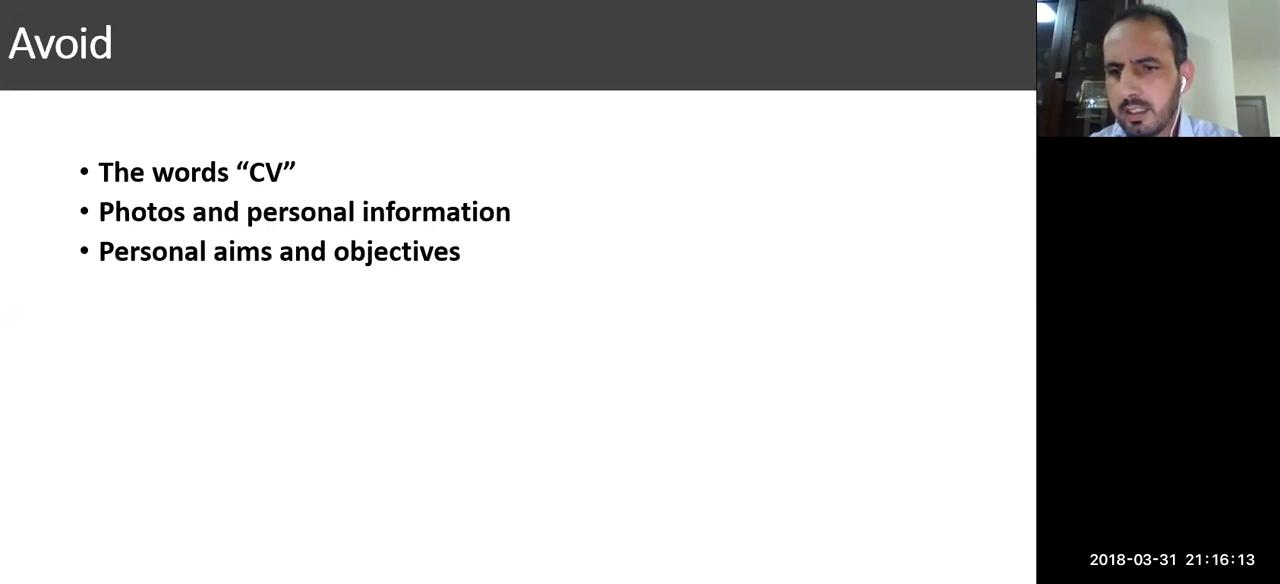 Avoid
• The words “CV”
• Photos and personal information
• Personal aims and objectives
2018-03-31 21:16:13